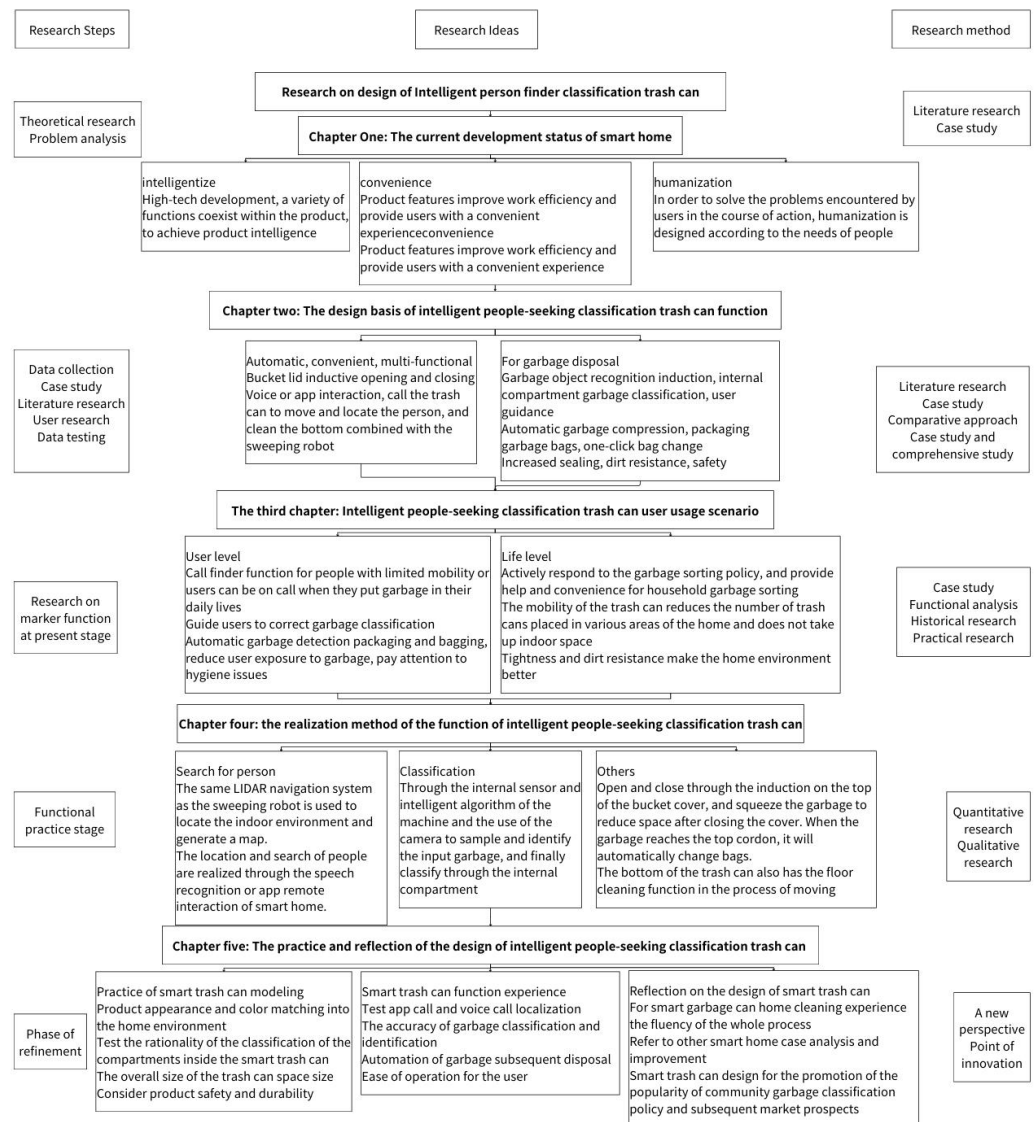 Research Steps
Research Ideas
Research method
Research on design of Intelligent person finder classification trash can
Theoretical research
Problem analysis
Literature research
Case study
Chapter One: The current development status of smart home
intelligentize
High-tech development, a variety of
functions coexist within the product,
to achieve product intelligence
convenience
Product features improve work efficiency and
provide users with a convenient
experienceconvenience
Product features improve work efficiency and
provide users with a convenient experience
humanization
In order to solve the problems encountered by
users in the course of action, humanization is
designed according to the needs of people
Chapter two: The design basis of intelligent people-seeking classification trash can function
Data collection
Case study
Literature research
User research
Data testing
Automatic, convenient, multi-functional
Bucket lid inductive opening and closing
Voice or app interaction, call the trash
can to move and locate the person, and
clean the bottom combined with the
sweeping robot
For garbage disposal
Garbage object recognition induction, internal
compartment garbage classification, user
guidance
Automatic garbage compression, packaging
garbage bags, one-click bag change
Increased sealing, dirt resistance, safety
Literature research
Case study
Comparative approach
Case study and
comprehensive study
The third chapter: Intelligent people-seeking classification trash can user usage scenario
Research on
marker function
at present stage
User level
Call finder function for people with limited mobility or
users can be on call when they put garbage in their
daily lives
Guide users to correct garbage classification
Automatic garbage detection packaging and bagging,
reduce user exposure to garbage, pay attention to
hygiene issues
Life level
Actively respond to the garbage sorting policy, and provide
help and convenience for household garbage sorting
The mobility of the trash can reduces the number of trash
cans placed in various areas of the home and does not take
up indoor space
Tightness and dirt resistance make the home environment
better
Case study
Functional analysis
Historical research
Practical research
Chapter four: the realization method of the function of intelligent people-seeking classification trash can
Functional
practice stage
Search for person
The same LIDAR navigation system
as the sweeping robot is used to
locate the indoor environment and
generate a map.
The location and search of people
are realized through the speech
recognition or app remote
interaction of smart home.
Classification
Through the internal sensor and
intelligent algorithm of the
machine and the use of the
camera to sample and identify
the input garbage, and finally
classify through the internal
compartment
Others
Open and close through the induction on the top
of the bucket cover, and squeeze the garbage to
reduce space after closing the cover. When the
garbage reaches the top cordon, it will
automatically change bags.
The bottom of the trash can also has the floor
cleaning function in the process of moving
Quantitative
research
Qualitative
research
Chapter five: The practice and reflection of the design of intelligent people-seeking classification trash can
Phase of
refinement
Practice of smart trash can modeling
Product appearance and color matching into
the home environment
Test the rationality of the classification of the
compartments inside the smart trash can
The overall size of the trash can space size
Consider product safety and durability
Smart trash can function experience
Test app call and voice call localization
The accuracy of garbage classification and
identification
Automation of garbage subsequent disposal
Ease of operation for the user
Reflection on the design of smart trash can
For smart garbage can home cleaning experience
the fluency of the whole process
Refer to other smart home case analysis and
improvement
Smart trash can design for the promotion of the
popularity of community garbage classification
policy and subsequent market prospects
A new
perspective
Point of
innovation